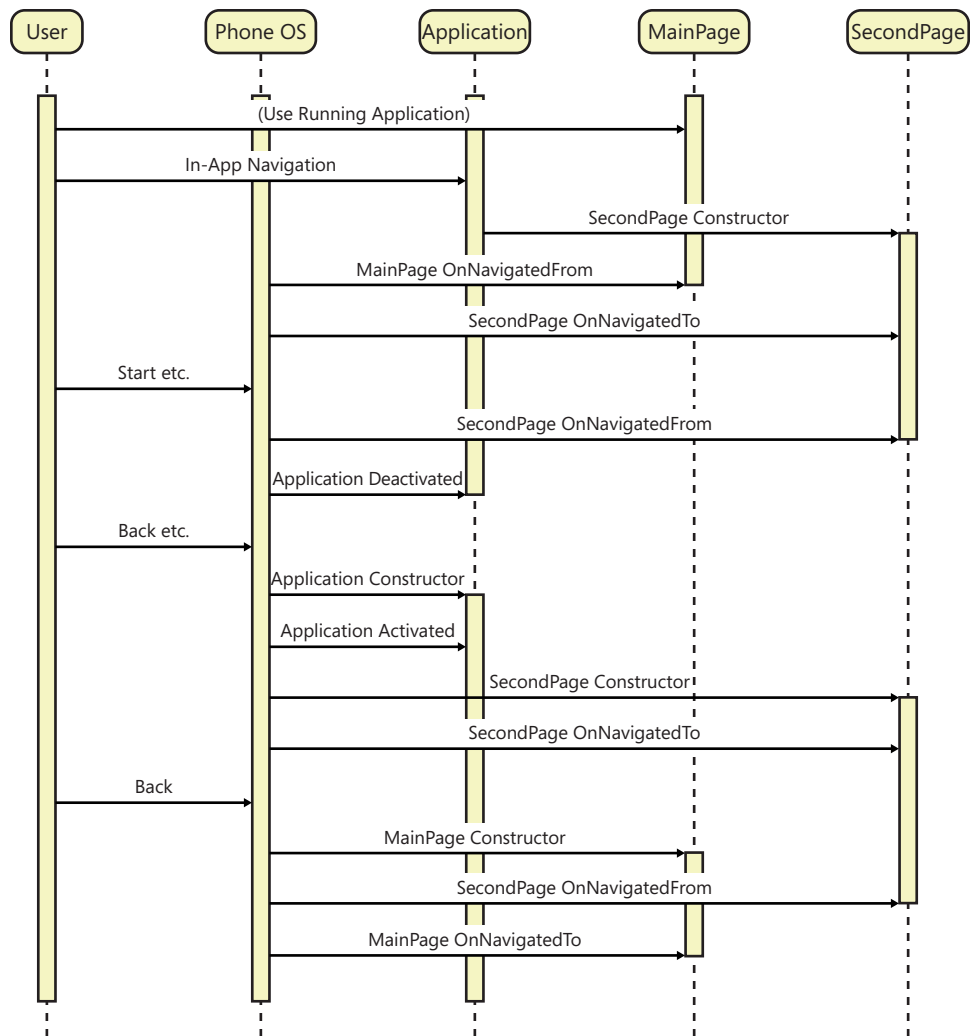 User
Phone OS
Application
MainPage
SecondPage
(Use Running Application)
In-App Navigation
SecondPage Constructor
MainPage OnNavigatedFrom
SecondPage OnNavigatedTo
Start etc.
SecondPage OnNavigatedFrom
Application Deactivated
Back etc.
Application Constructor
Application Activated
SecondPage Constructor
SecondPage OnNavigatedTo
Back
MainPage Constructor
SecondPage OnNavigatedFrom
MainPage OnNavigatedTo